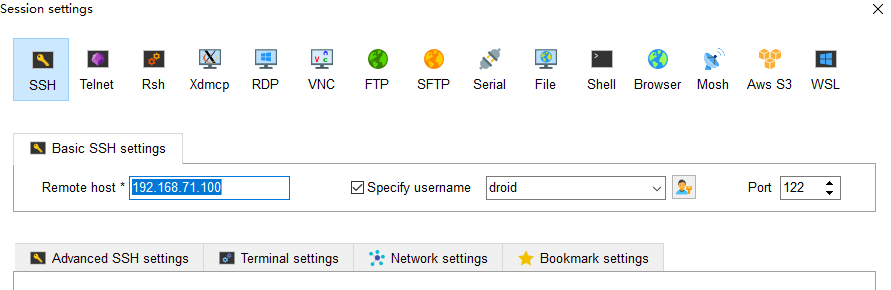 Session settings
SSH Telnet Rsh Xdmcp RDP VNC FTP SFTP Serial File Shell Browser Mosh Aws S3 WSL
Basic SSH settings
Remote host * 192.168.71.100 Specify username droid Port 122
Advanced SSH settings Terminal settings Network settings Bookmark settings